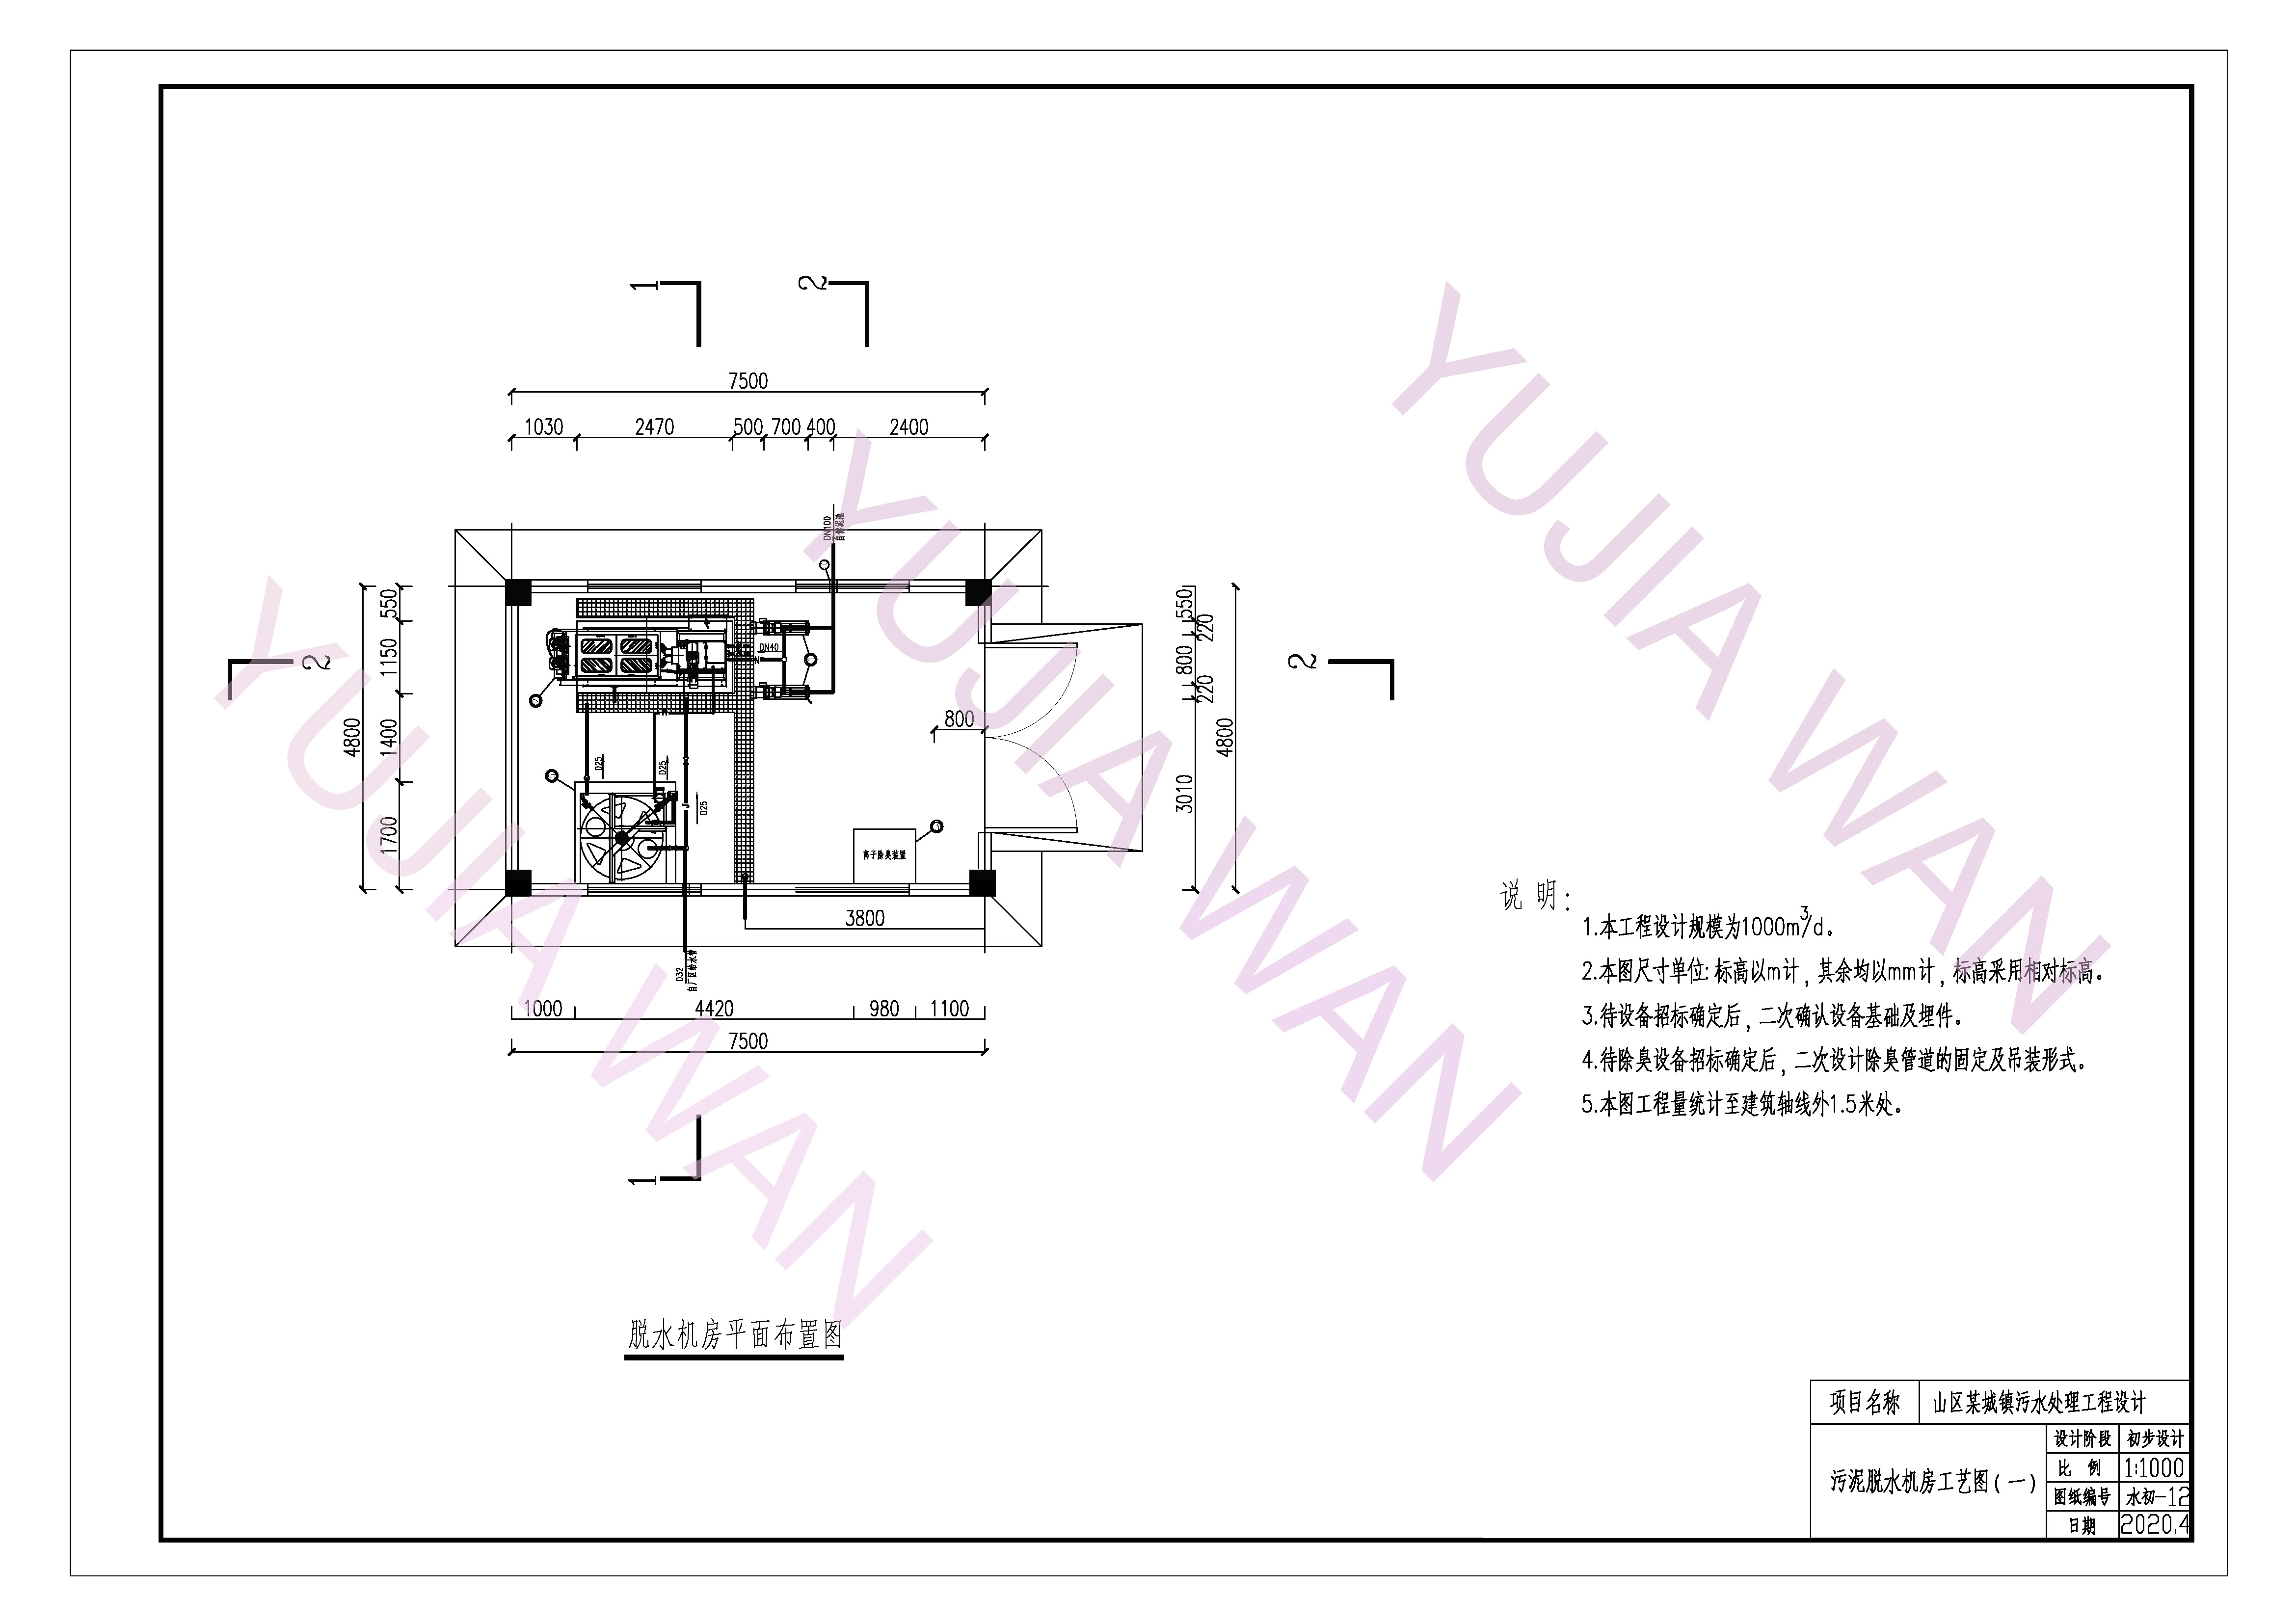 1
2
7500
1030 2470 500 700 400 2400
DN100
自储泥池
550
1150
1400
1700
4800
2
DN40
550
220
800
220
3010
4800
2
800
D25
D25
D25
离子除臭装置
3800
D32
自厂区给水管
1000 4420 980 1100
7500
1
脱水机房平面布置图
说 明：
1.本工程设计规模为1000m³/d。
2.本图尺寸单位：标高以m计，其余均以mm计，标高采用相对标高。
3.待设备招标确定后，二次确认设备基础及埋件。
4.待除臭设备招标确定后，二次设计除臭管道的固定及吊装形式。
5.本图工程量统计至建筑轴线外1.5米处。
项目名称 山区某城镇污水处理工程设计
污泥脱水机房工艺图(一)
设计阶段 初步设计
比 例 1:1000
图纸编号 水初-12
日期 2020.4
YUJIA WAN
YUJIA WAN
YUJIA WAN